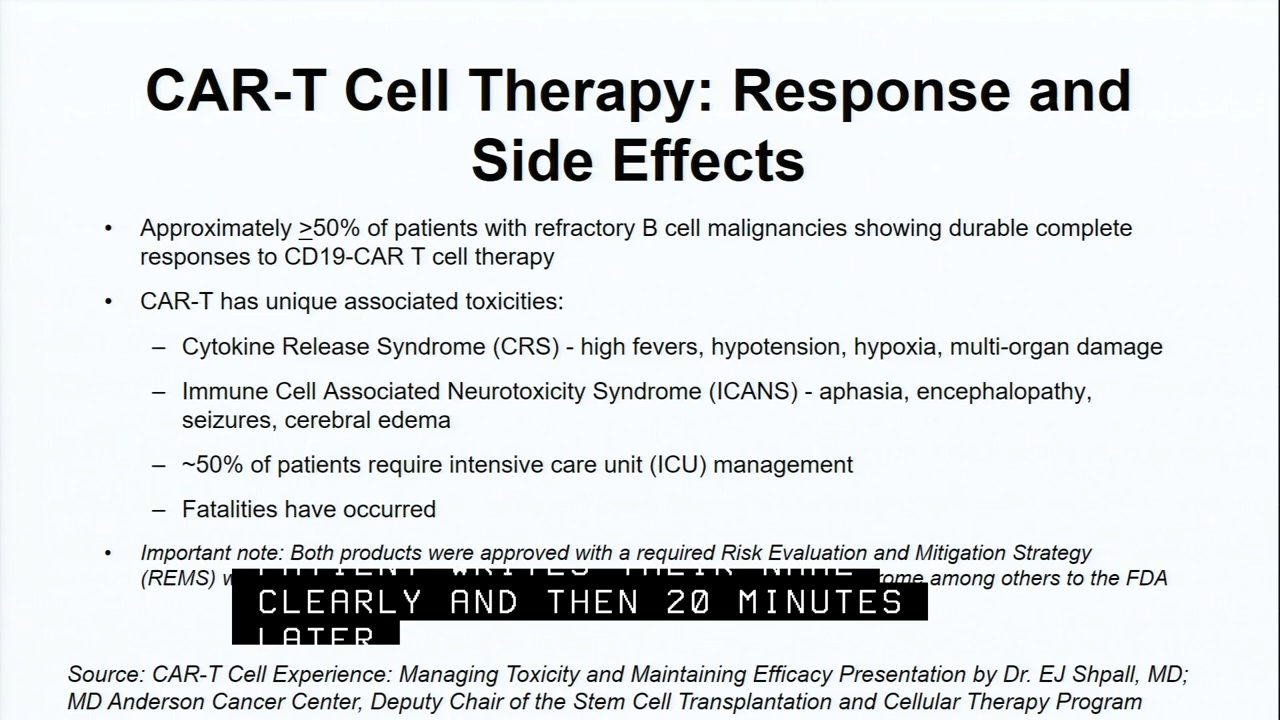 CAR-T Cell Therapy: Response and
Side Effects
• Approximately ≥50% of patients with refractory B cell malignancies showing durable complete
responses to CD19-CAR T cell therapy
• CAR-T has unique associated toxicities:
– Cytokine Release Syndrome (CRS) - high fevers, hypotension, hypoxia, multi-organ damage
– Immune Cell Associated Neurotoxicity Syndrome (ICANS) - aphasia, encephalopathy,
seizures, cerebral edema
– ~50% of patients require intensive care unit (ICU) management
– Fatalities have occurred
• Important note: Both products were approved with a required Risk Evaluation and Mitigation Strategy
(REMS) among others to the FDA
PATIENT WRITES THEIR NAME
CLEARLY AND THEN 20 MINUTES
LATER
Source: CAR-T Cell Experience: Managing Toxicity and Maintaining Efficacy Presentation by Dr. EJ Shpall, MD;
MD Anderson Cancer Center, Deputy Chair of the Stem Cell Transplantation and Cellular Therapy Program